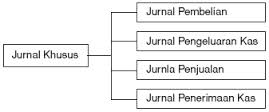 Jurnal Khusus
Jurnal Pembelian
Jurnal Pengeluaran Kas
Jurnla Penjualan
Jurnal Penerimaan Kas